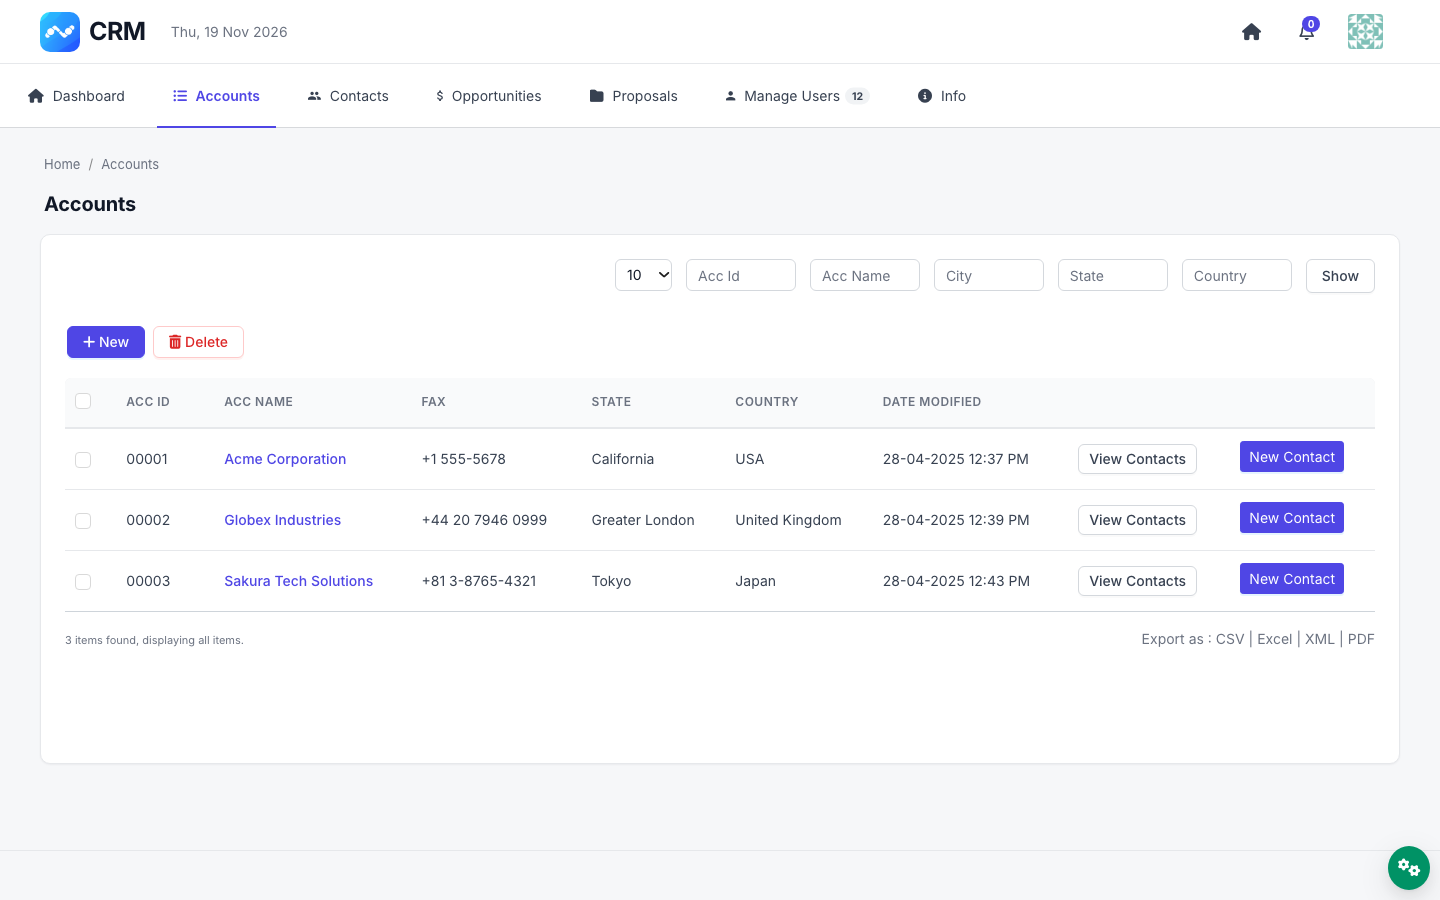 CRM
Thu, 19 Nov 2026
0
Dashboard
Accounts
Contacts
$ Opportunities
Proposals
Manage Users 12
Info
Home / Accounts
Accounts
10
Acc Id
Acc Name
City
State
Country
Show
+ New
Delete
ACC ID ACC NAME FAX STATE COUNTRY DATE MODIFIED
00001 Acme Corporation +1 555-5678 California USA 28-04-2025 12:37 PM View Contacts New Contact
00002 Globex Industries +44 20 7946 0999 Greater London United Kingdom 28-04-2025 12:39 PM View Contacts New Contact
00003 Sakura Tech Solutions +81 3-8765-4321 Tokyo Japan 28-04-2025 12:43 PM View Contacts New Contact
3 items found, displaying all items.
Export as : CSV | Excel | XML | PDF